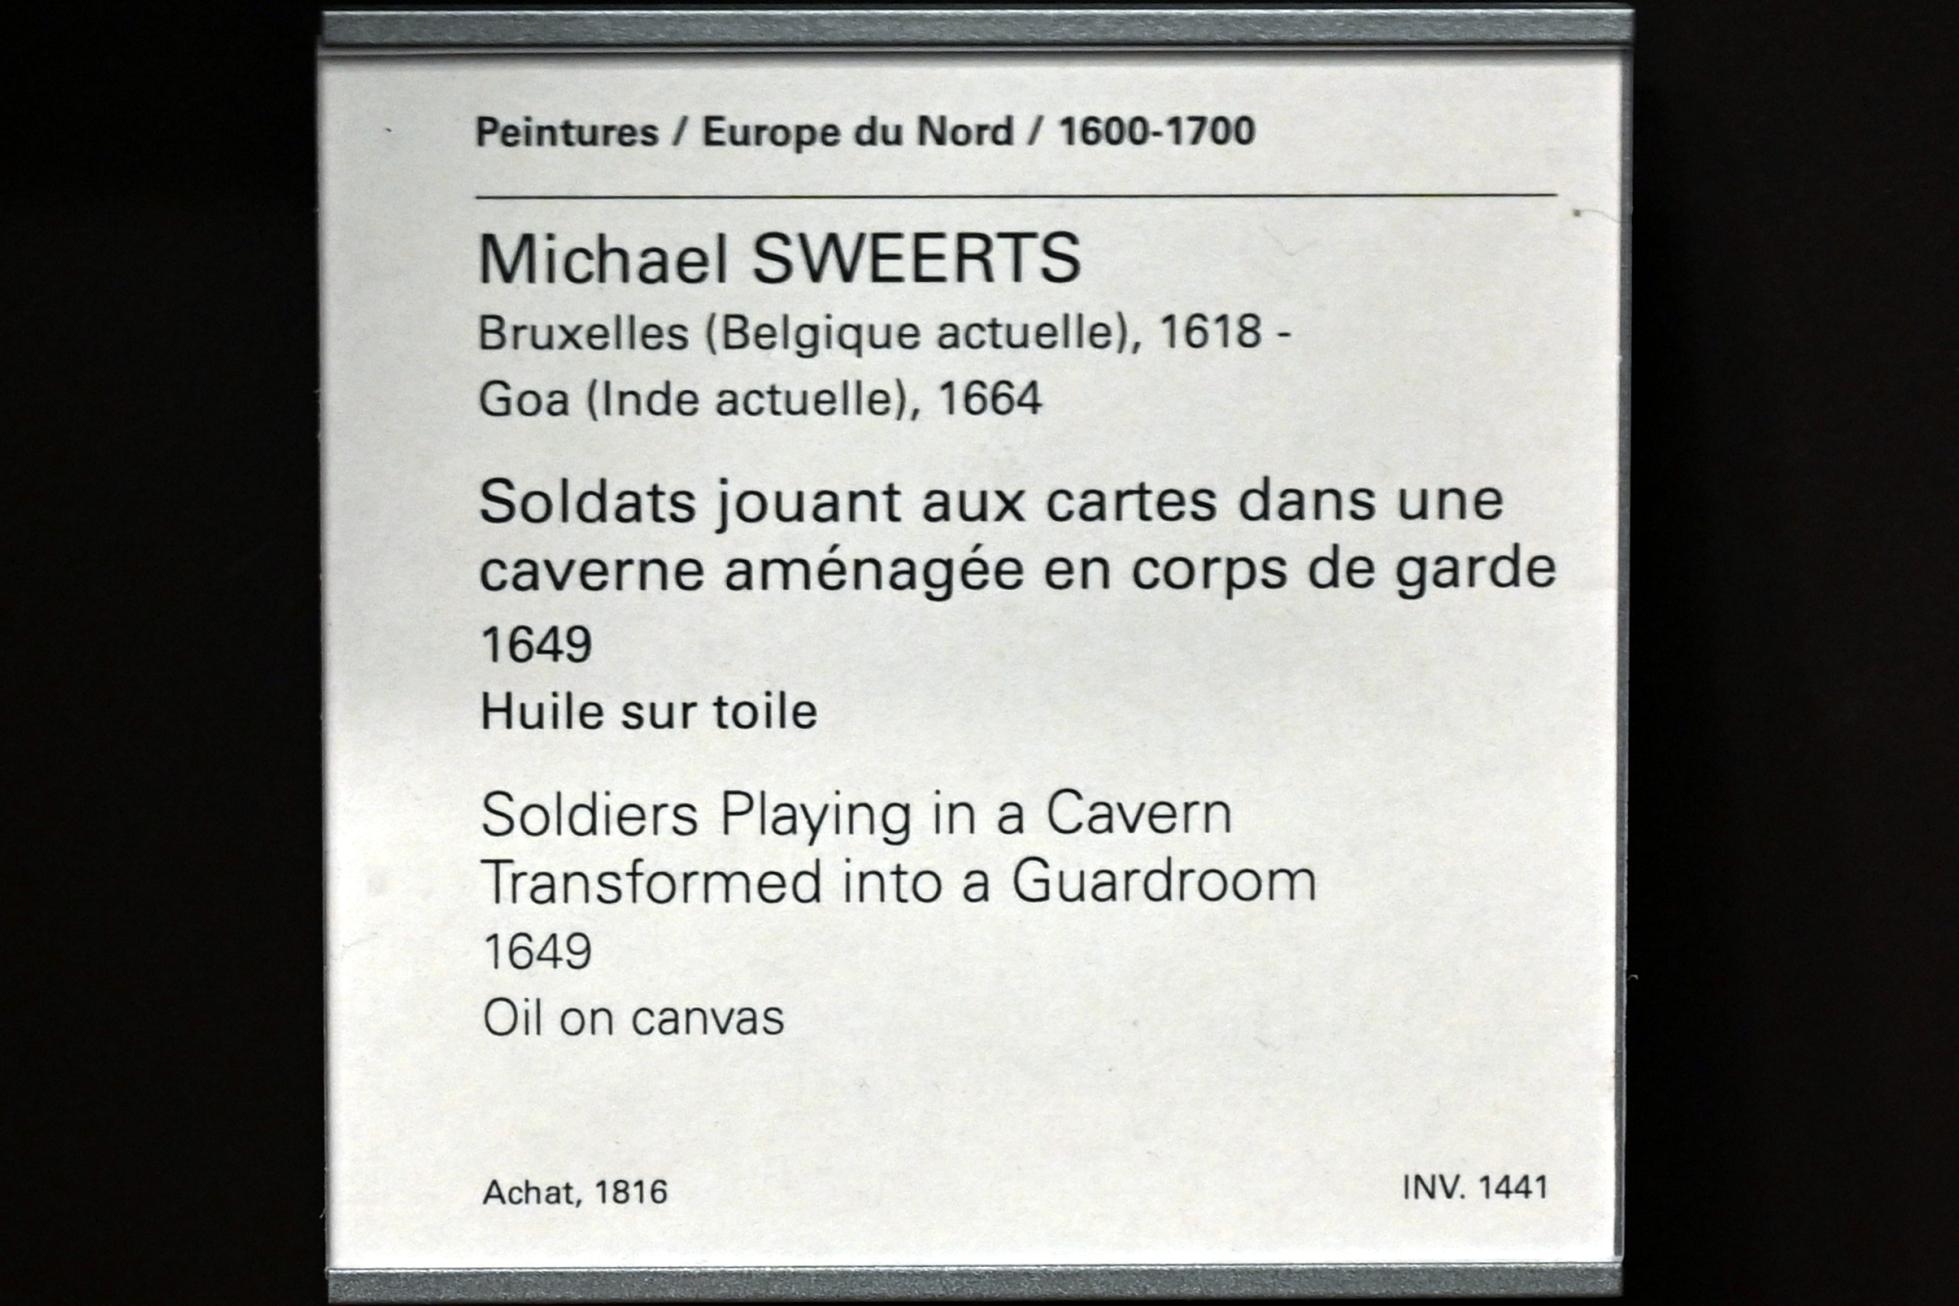 Peintures / Europe du Nord / 1600-1700
Michael SWEERTS
Bruxelles (Belgique actuelle), 1618 -
Goa (Inde actuelle), 1664
Soldats jouant aux cartes dans une
caverne aménagée en corps de garde
1649
Huile sur toile
Soldiers Playing in a Cavern
Transformed into a Guardroom
1649
Oil on canvas
Achat, 1816
INV. 1441